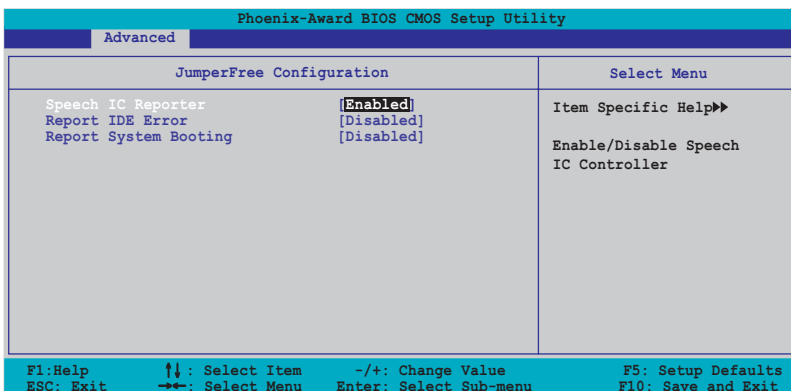 Phoenix-Award BIOS CMOS Setup Utility
Advanced
JumperFree Configuration
Select Menu
Speech IC Reporter [Enabled]
Report IDE Error [Disabled]
Report System Booting [Disabled]
Item Specific Help▶▶
Enable/Disable Speech
IC Controller
F1:Help ↑↓: Select Item -/+: Change Value F5: Setup Defaults
ESC: Exit →←: Select Menu Enter: Select Sub-menu F10: Save and Exit